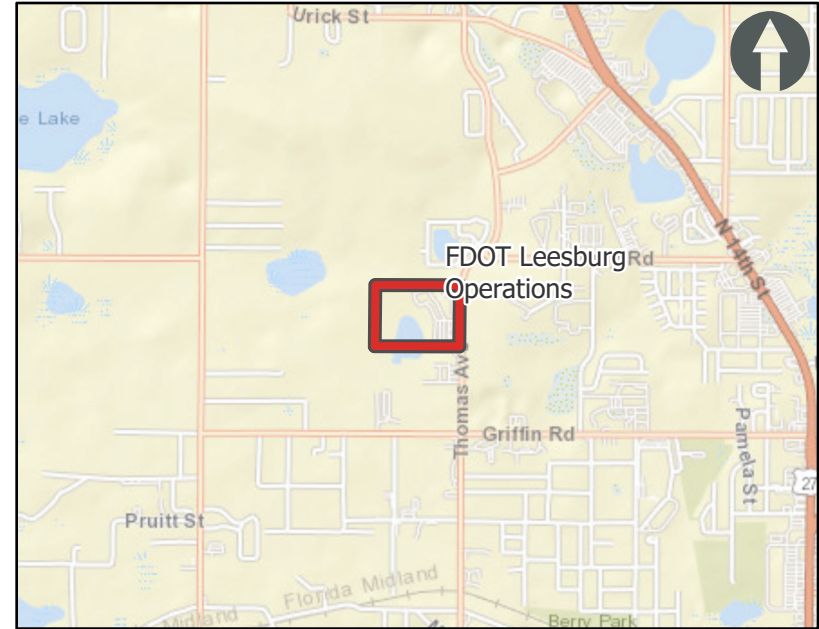 Urick St
e Lake
FDOT Leesburg
Operations
Rd
N 14th St
Thomas Ave
Griffin Rd
Pamela St
27
Pruitt St
Florida Midland
Midland
Berry Park